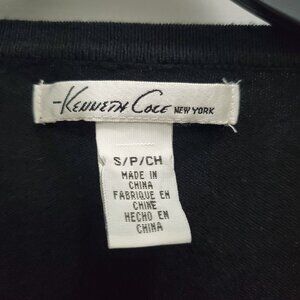 Kenneth Cole NEW YORK
S/P/CH
MADE IN
CHINA
FABRIQUE EN
CHINE
HECHO EN
CHINA